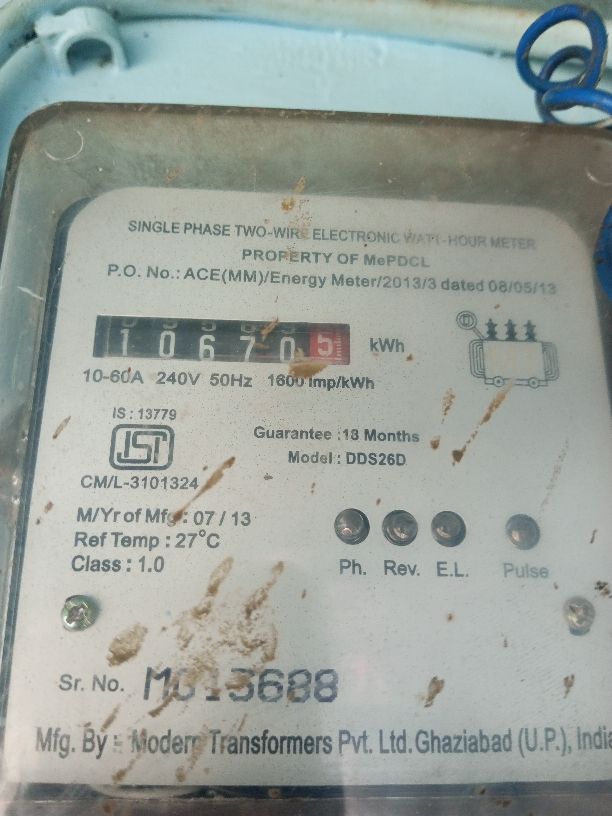 SINGLE PHASE TWO-WIRE ELECTRONIC WATT-HOUR METER
PROPERTY OF MePDCL
P.O. No.: ACE(MM)/Energy Meter/2013/3 dated 08/05/13
1 0 6 7 0 5 kWh
10-60A 240V 50Hz 1600 Imp/kWh
IS : 13779
ISI
CM/L-3101324
Guarantee :18 Months
Model : DDS26D
M/Yr of Mfg : 07 / 13
Ref Temp : 27°C
Class : 1.0
Ph. Rev. E.L. Pulse
Sr. No.
Mfg. By : Modern Transformers Pvt. Ltd. Ghaziabad (U.P.), India